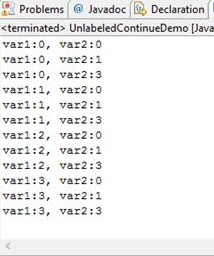 Problems @ Javadoc Declaration
<terminated> UnlabeledContinueDemo [Java
var1:0, var2:0
var1:0, var2:1
var1:0, var2:3
var1:1, var2:0
var1:1, var2:1
var1:1, var2:3
var1:2, var2:0
var1:2, var2:1
var1:2, var2:3
var1:3, var2:0
var1:3, var2:1
var1:3, var2:3